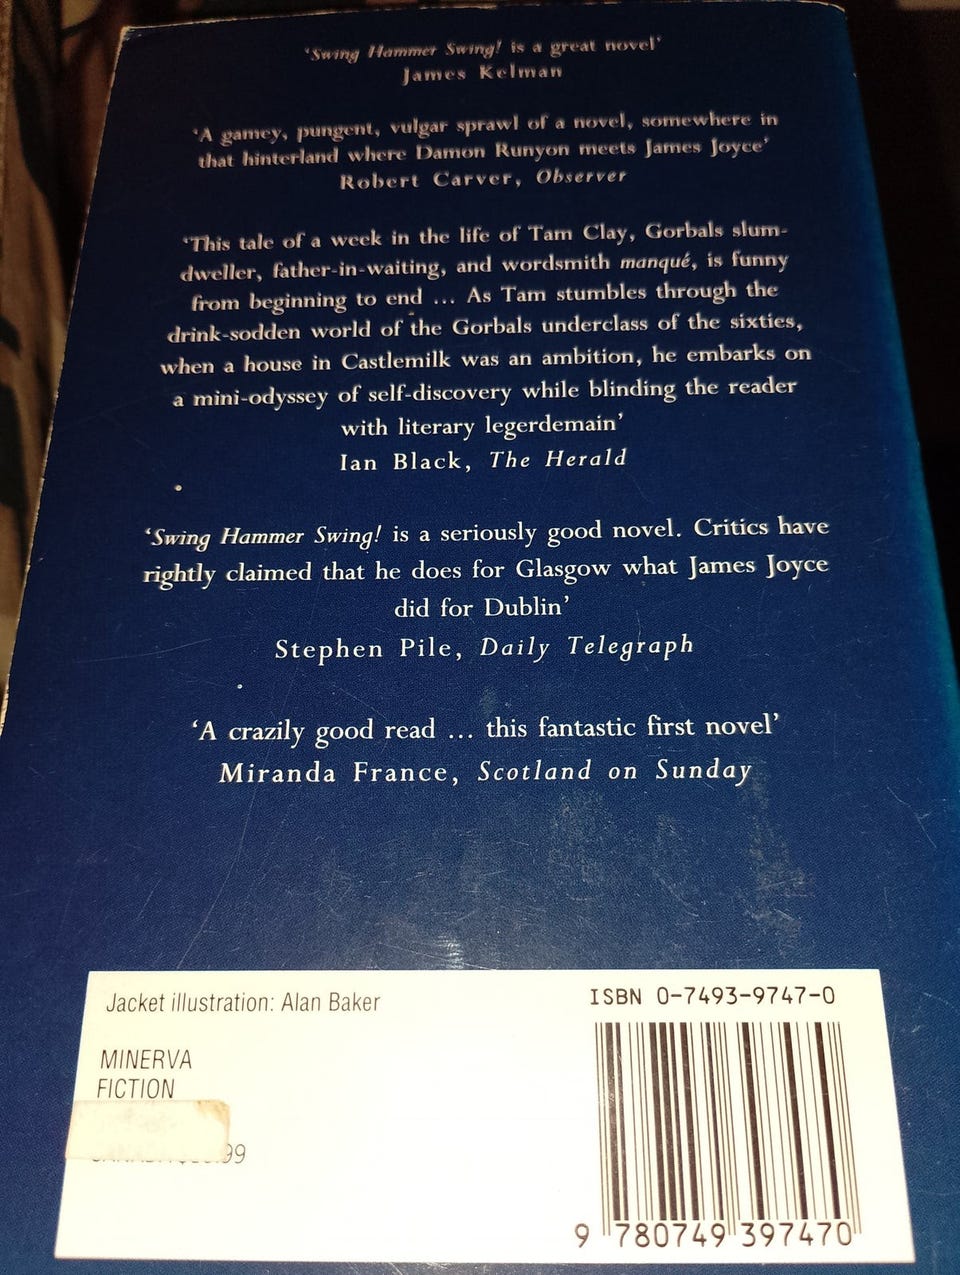 ‘Swing Hammer Swing! is a great novel’
James Kelman
‘A gamey, pungent, vulgar sprawl of a novel, somewhere in
that hinterland where Damon Runyon meets James Joyce’
Robert Carver, Observer
‘This tale of a week in the life of Tam Clay, Gorbals slum-
dweller, father-in-waiting, and wordsmith manqué, is funny
from beginning to end ... As Tam stumbles through the
drink-sodden world of the Gorbals underclass of the sixties,
when a house in Castlemilk was an ambition, he embarks on
a mini-odyssey of self-discovery while blinding the reader
with literary legerdemain’
Ian Black, The Herald
‘Swing Hammer Swing! is a seriously good novel. Critics have
rightly claimed that he does for Glasgow what James Joyce
did for Dublin’
Stephen Pile, Daily Telegraph
‘A crazily good read ... this fantastic first novel’
Miranda France, Scotland on Sunday
Jacket illustration: Alan Baker
MINERVA
FICTION
ISBN 0-7493-9747-0
9 780749 397470